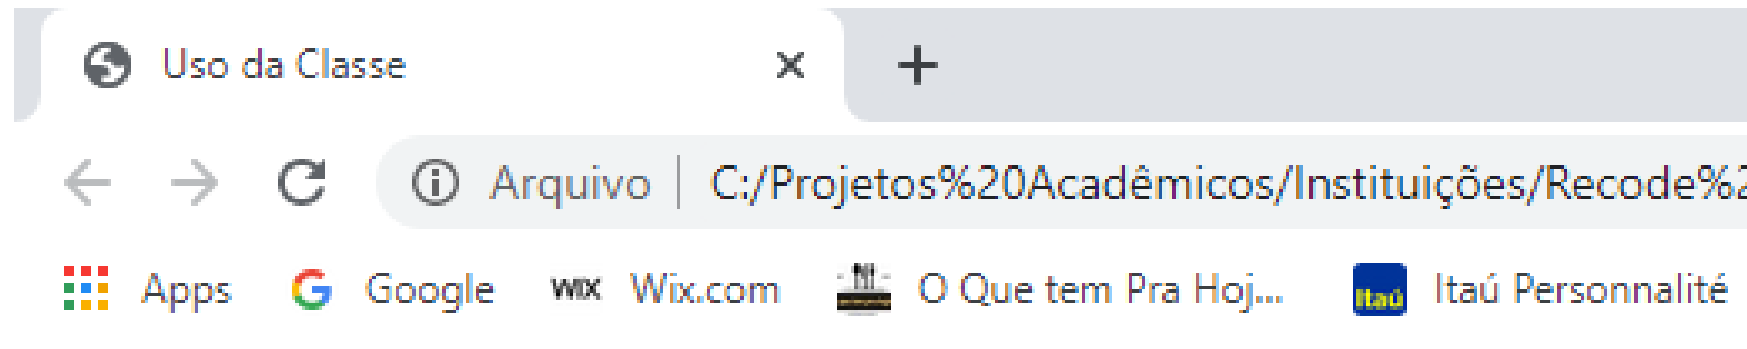 Uso da Classe
Arquivo C:/Projetos%20Acadêmicos/Instituições/Recode%2
Apps Google WIX Wix.com O Que tem Pra Hoj... Itaú Itaú Personnalité